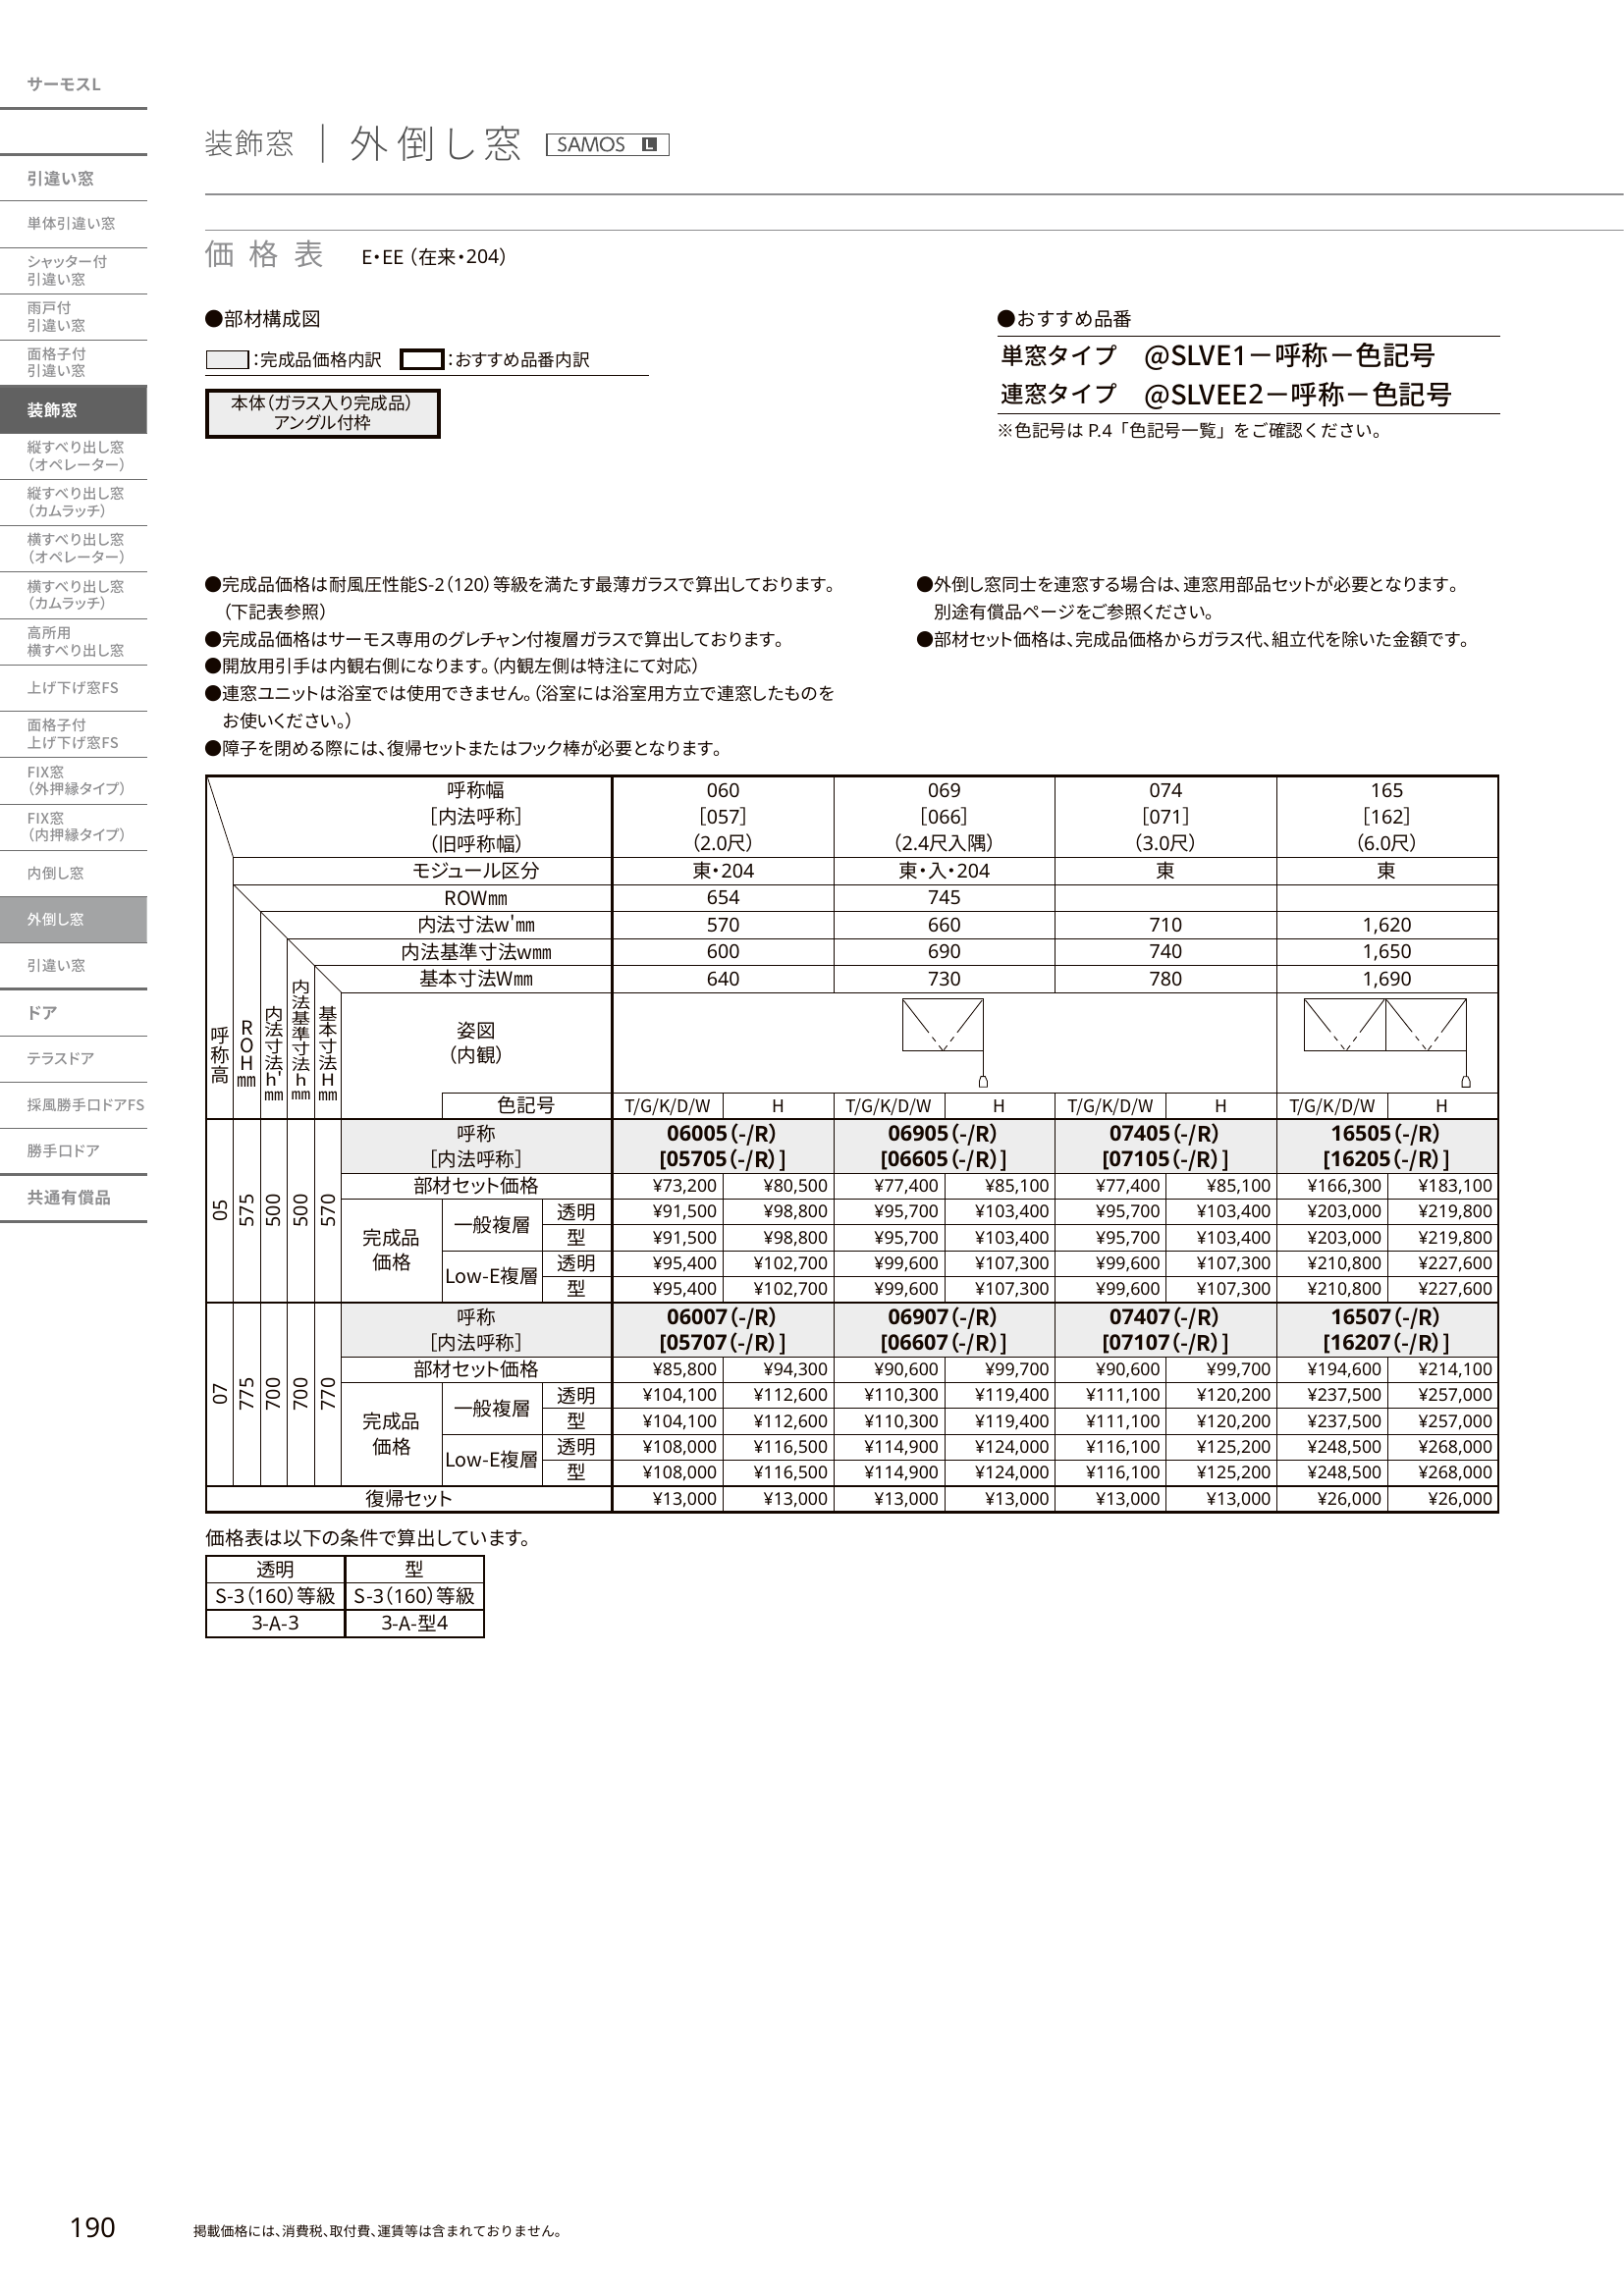 サーモスL
引違い窓
単体引違い窓
シャッター付
引違い窓
雨戸付
引違い窓
面格子付
引違い窓
装飾窓
縦すべり出し窓
（オペレーター）
縦すべり出し窓
（カムラッチ）
横すべり出し窓
（オペレーター）
横すべり出し窓
（カムラッチ）
高所用
横すべり出し窓
上げ下げ窓FS
面格子付
上げ下げ窓FS
FIX窓
（外押縁タイプ）
FIX窓
（内押縁タイプ）
内倒し窓
外倒し窓
引違い窓
ドア
テラスドア
採風勝手口ドアFS
勝手口ドア
共通有償品
装飾窓 外倒し窓 SAMOS L
価格表 E・EE（在来・204）
●部材構成図
：完成品価格内訳 ：おすすめ品番内訳
本体（ガラス入り完成品）
アングル付枠
●おすすめ品番
単窓タイプ @SLVE1－呼称－色記号
連窓タイプ @SLVEE2－呼称－色記号
※色記号は P.4「色記号一覧」をご確認ください。
●完成品価格は耐風圧性能S-2（120）等級を満たす最薄ガラスで算出しております。
（下記表参照）
●完成品価格はサーモス専用のグレチャン付複層ガラスで算出しております。
●開放用引手は内観右側になります。（内観左側は特注にて対応）
●連窓ユニットは浴室では使用できません。（浴室には浴室用方立で連窓したものを
お使いください。）
●障子を閉める際には、復帰セットまたはフック棒が必要となります。
●外倒し窓同士を連窓する場合は、連窓用部品セットが必要となります。
別途有償品ページをご参照ください。
●部材セット価格は、完成品価格からガラス代、組立代を除いた金額です。
呼称幅 060 069 074 165
［内法呼称］ ［057］ ［066］ ［071］ ［162］
（旧呼称幅） （2.0尺） （2.4尺入隅） （3.0尺） （6.0尺）
モジュール区分 東・204 東・入・204 東 東
ROW㎜ 654 745
内法寸法w'㎜ 570 660 710 1,620
内法基準寸法w㎜ 600 690 740 1,650
基本寸法W㎜ 640 730 780 1,690
呼称高
ROH㎜
内法寸法h'㎜
内法基準寸法h㎜
基本寸法H㎜
姿図
（内観）
色記号 T/G/K/D/W H T/G/K/D/W H T/G/K/D/W H T/G/K/D/W H
05 575 500 500 570
呼称 06005（-/R） 06905（-/R） 07405（-/R） 16505（-/R）
［内法呼称］ [05705（-/R）] [06605（-/R）] [07105（-/R）] [16205（-/R）]
部材セット価格 ¥73,200 ¥80,500 ¥77,400 ¥85,100 ¥77,400 ¥85,100 ¥166,300 ¥183,100
完成品
価格
一般複層 透明 ¥91,500 ¥98,800 ¥95,700 ¥103,400 ¥95,700 ¥103,400 ¥203,000 ¥219,800
型 ¥91,500 ¥98,800 ¥95,700 ¥103,400 ¥95,700 ¥103,400 ¥203,000 ¥219,800
Low-E複層 透明 ¥95,400 ¥102,700 ¥99,600 ¥107,300 ¥99,600 ¥107,300 ¥210,800 ¥227,600
型 ¥95,400 ¥102,700 ¥99,600 ¥107,300 ¥99,600 ¥107,300 ¥210,800 ¥227,600
07 775 700 700 770
呼称 06007（-/R） 06907（-/R） 07407（-/R） 16507（-/R）
［内法呼称］ [05707（-/R）] [06607（-/R）] [07107（-/R）] [16207（-/R）]
部材セット価格 ¥85,800 ¥94,300 ¥90,600 ¥99,700 ¥90,600 ¥99,700 ¥194,600 ¥214,100
完成品
価格
一般複層 透明 ¥104,100 ¥112,600 ¥110,300 ¥119,400 ¥111,100 ¥120,200 ¥237,500 ¥257,000
型 ¥104,100 ¥112,600 ¥110,300 ¥119,400 ¥111,100 ¥120,200 ¥237,500 ¥257,000
Low-E複層 透明 ¥108,000 ¥116,500 ¥114,900 ¥124,000 ¥116,100 ¥125,200 ¥248,500 ¥268,000
型 ¥108,000 ¥116,500 ¥114,900 ¥124,000 ¥116,100 ¥125,200 ¥248,500 ¥268,000
復帰セット ¥13,000 ¥13,000 ¥13,000 ¥13,000 ¥13,000 ¥13,000 ¥26,000 ¥26,000
価格表は以下の条件で算出しています。
透明 型
S-3（160）等級 S-3（160）等級
3-A-3 3-A-型4
190
掲載価格には、消費税、取付費、運賃等は含まれておりません。